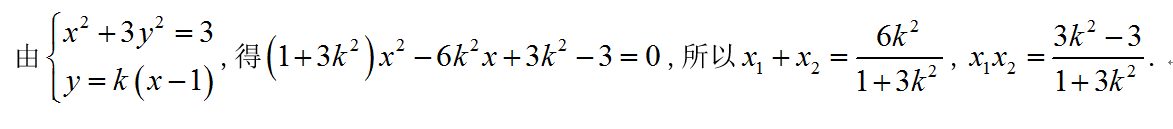 由 { x² + 3y² = 3
y = k(x−1) , 得(1+3k²)x² − 6k²x + 3k² − 3 = 0 , 所以 x₁ + x₂ = 6k²/(1+3k²) , x₁x₂ = (3k² − 3)/(1+3k²) .